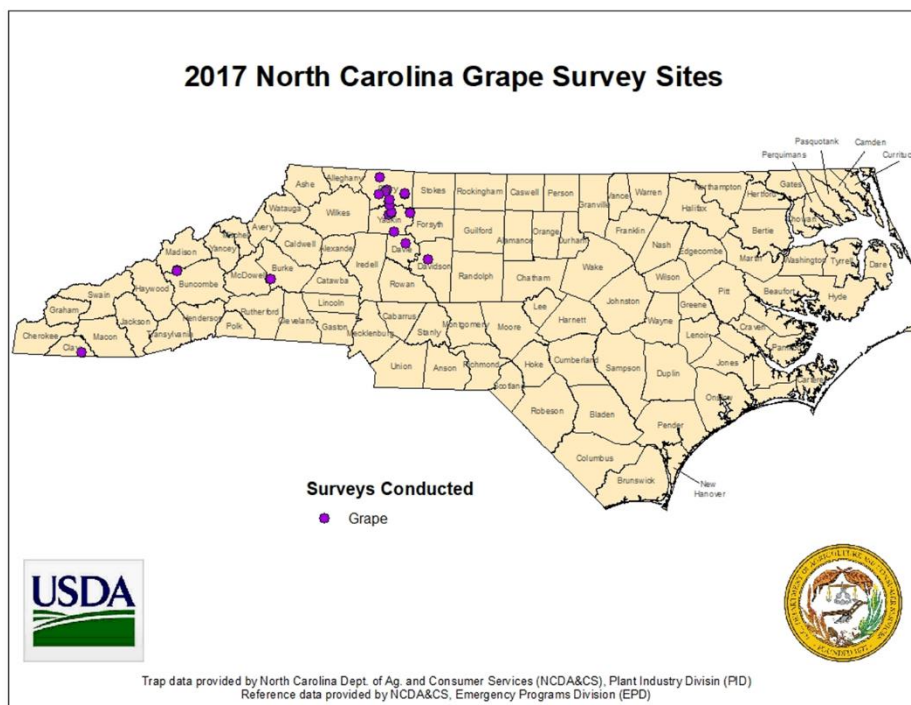 2017 North Carolina Grape Survey Sites
Pasquotank
Camden
Perquimans
Currituck
Alleghany
Ashe
Stokes
Rockingham
Caswell
Person
Vance
Warren
Northampton
Gates
Hertford
Granville
Halifax
Watauga
Wilkes
Yadkin
Forsyth
Chowan
Guilford
Orange
Durham
Franklin
Bertie
Avery
Alamance
Nash
Madison
Yancey
Caldwell
Alexander
Davie
Edgecombe
Martin
Washington
Tyrrell
Dare
Iredell
Davidson
Burke
McDowell
Randolph
Chatham
Wake
Wilson
Haywood
Buncombe
Catawba
Rowan
Pitt
Beaufort
Hyde
Swain
Lincoln
Johnston
Greene
Graham
Rutherford
Lee
Jackson
Henderson
Cleveland
Cabarrus
Harnett
Wayne
Cherokee
Macon
Transylvania
Polk
Gaston
Mecklenburg
Stanly
Montgomery
Moore
Lenoir
Craven
Clay
Union
Anson
Richmond
Hoke
Cumberland
Sampson
Duplin
Jones
Carteret
Scotland
Onslow
Robeson
Bladen
Pender
Columbus
Brunswick
New
Hanover
Surveys Conducted
Grape
USDA
Trap data provided by North Carolina Dept. of Ag. and Consumer Services (NCDA&CS), Plant Industry Divisin (PID)
Reference data provided by NCDA&CS, Emergency Programs Division (EPD)